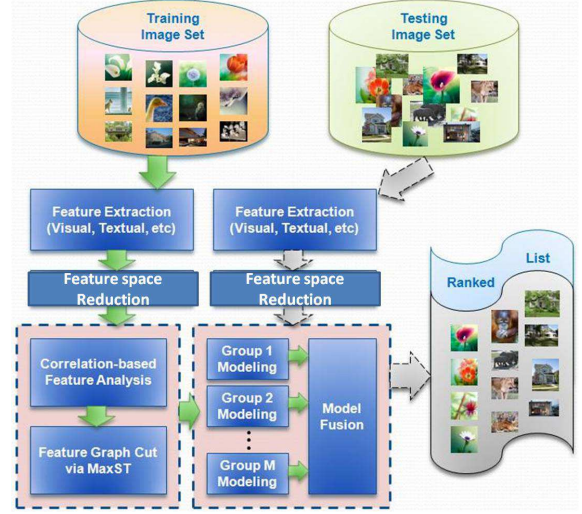 Training
Image Set
Testing
Image Set
Feature Extraction
(Visual, Textual, etc)
Feature Extraction
(Visual, Textual, etc)
Feature space
Reduction
Feature space
Reduction
List
Ranked
Correlation-based
Feature Analysis
Feature Graph Cut
via MaxST
Group 1
Modeling
Group 2
Modeling
Group M
Modeling
Model
Fusion